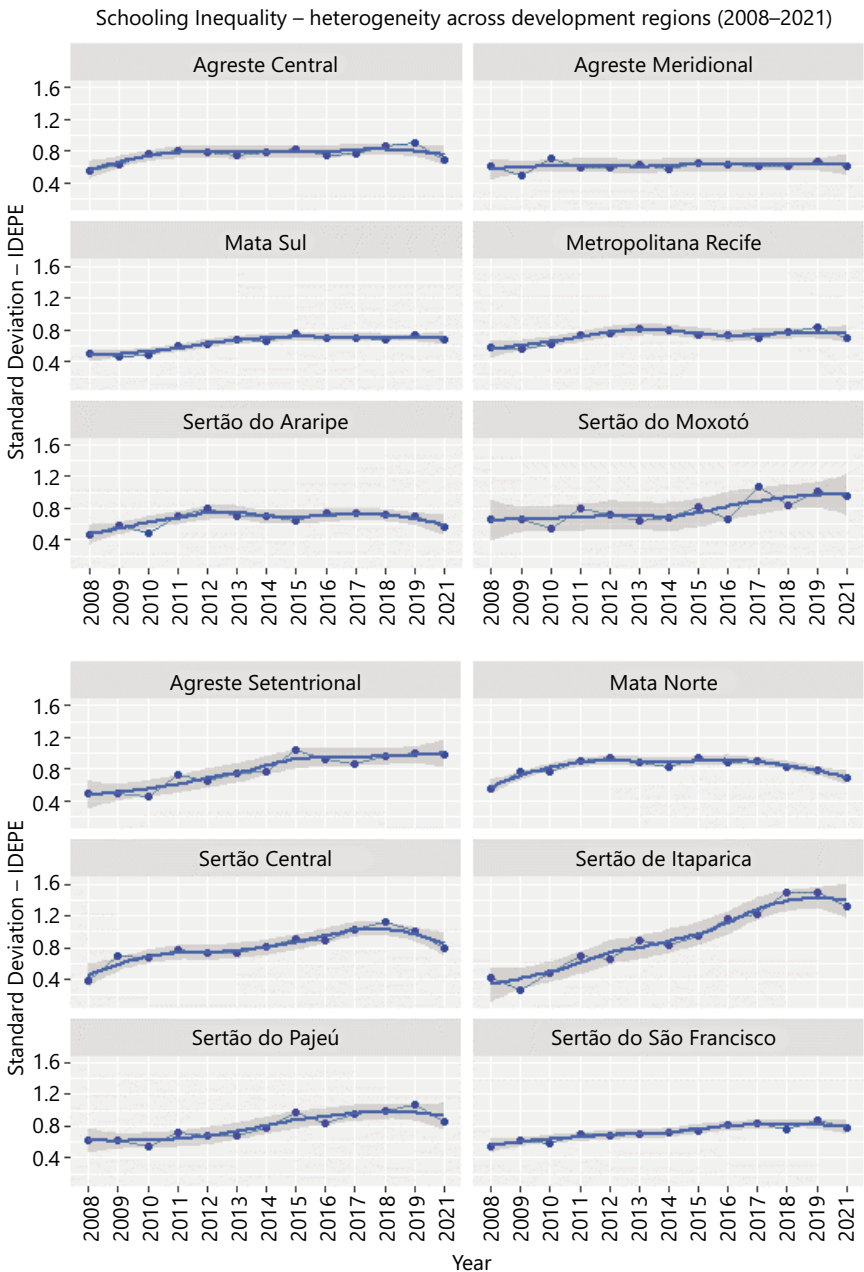 Schooling Inequality – heterogeneity across development regions (2008–2021)
Agreste Central
Agreste Meridional
1.6
1.2
0.8
0.4
Mata Sul
Metropolitana Recife
1.6
1.2
0.8
0.4
Standard Deviation – IDEPE
Sertão do Araripe
Sertão do Moxotó
1.6
1.2
0.8
0.4
2008 2009 2010 2011 2012 2013 2014 2015 2016 2017 2018 2019 2021
2008 2009 2010 2011 2012 2013 2014 2015 2016 2017 2018 2019 2021
Agreste Setentrional
Mata Norte
1.6
1.2
0.8
0.4
Sertão Central
Sertão de Itaparica
1.6
1.2
0.8
0.4
Standard Deviation – IDEPE
Sertão do Pajeú
Sertão do São Francisco
1.6
1.2
0.8
0.4
2008 2009 2010 2011 2012 2013 2014 2015 2016 2017 2018 2019 2021
2008 2009 2010 2011 2012 2013 2014 2015 2016 2017 2018 2019 2021
Year